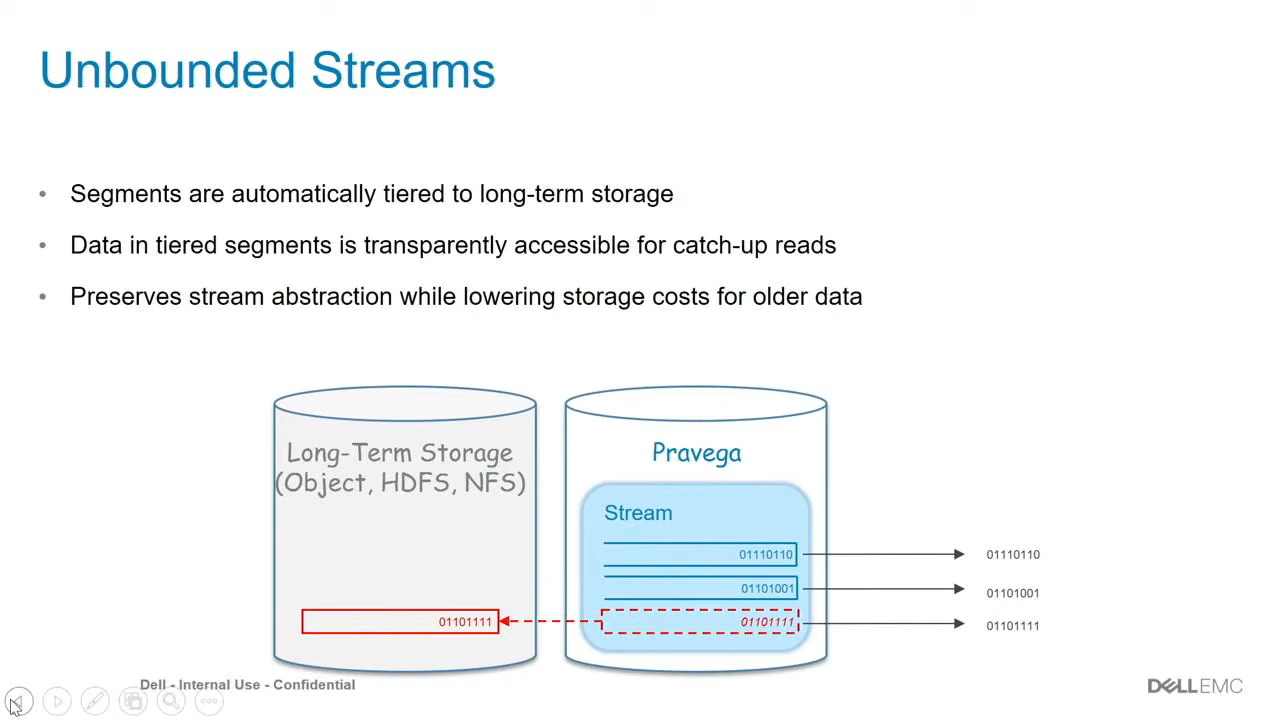 Unbounded Streams
• Segments are automatically tiered to long-term storage
• Data in tiered segments is transparently accessible for catch-up reads
• Preserves stream abstraction while lowering storage costs for older data
Long-Term Storage
(Object, HDFS, NFS)
01101111
Pravega
Stream
01110110
01101001
01101111
01110110
01101001
01101111
Dell - Internal Use - Confidential
DELLEMC